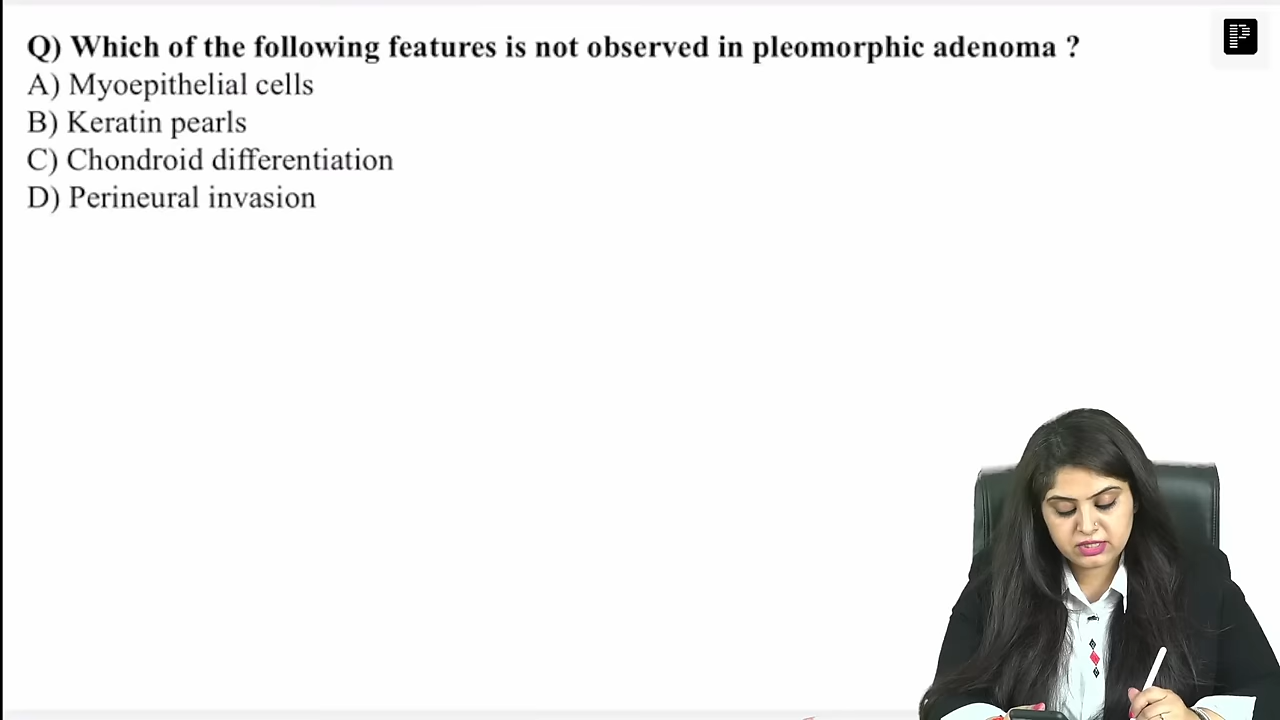 Q) Which of the following features is not observed in pleomorphic adenoma ?
A) Myoepithelial cells
B) Keratin pearls
C) Chondroid differentiation
D) Perineural invasion